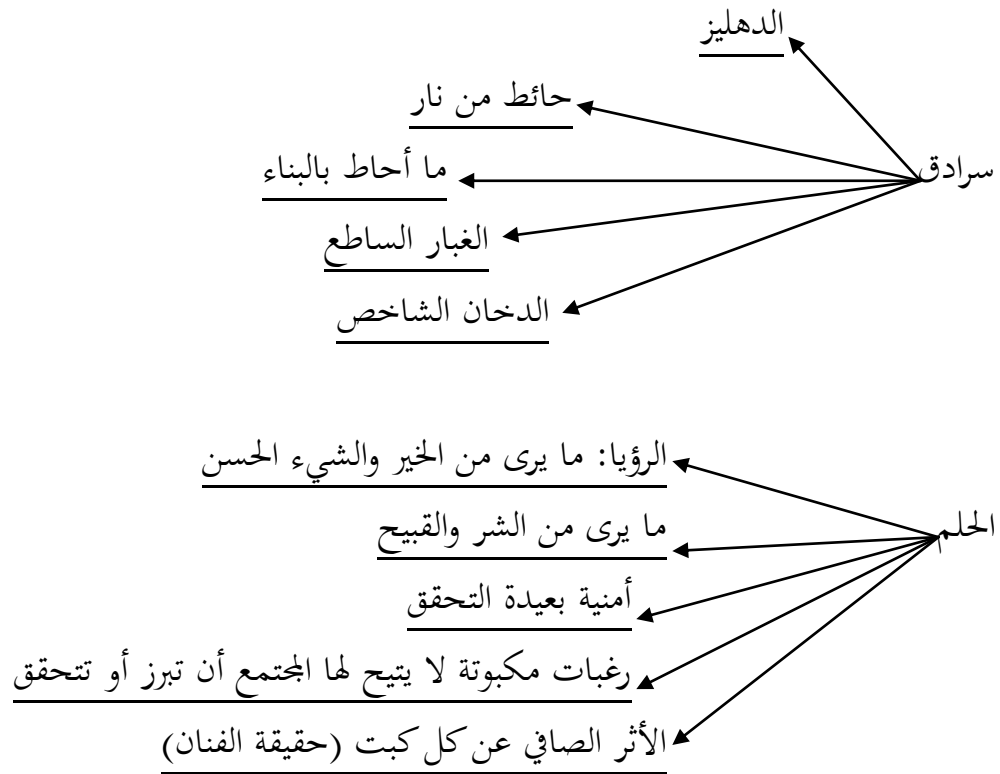 الدهليز
حائط من نار
سرادق
ما أحاط بالبناء
الغبار الساطع
الدخان الشاخص
الرؤيا: ما يرى من الخير والشيء الحسن
الحلم
ما يرى من الشر والقبيح
أمنية بعيدة التحقق
رغبات مكبوتة لا يتيح لها المجتمع أن تبرز أو تتحقق
الأثر الصافي عن كل كبت (حقيقة الفنان)